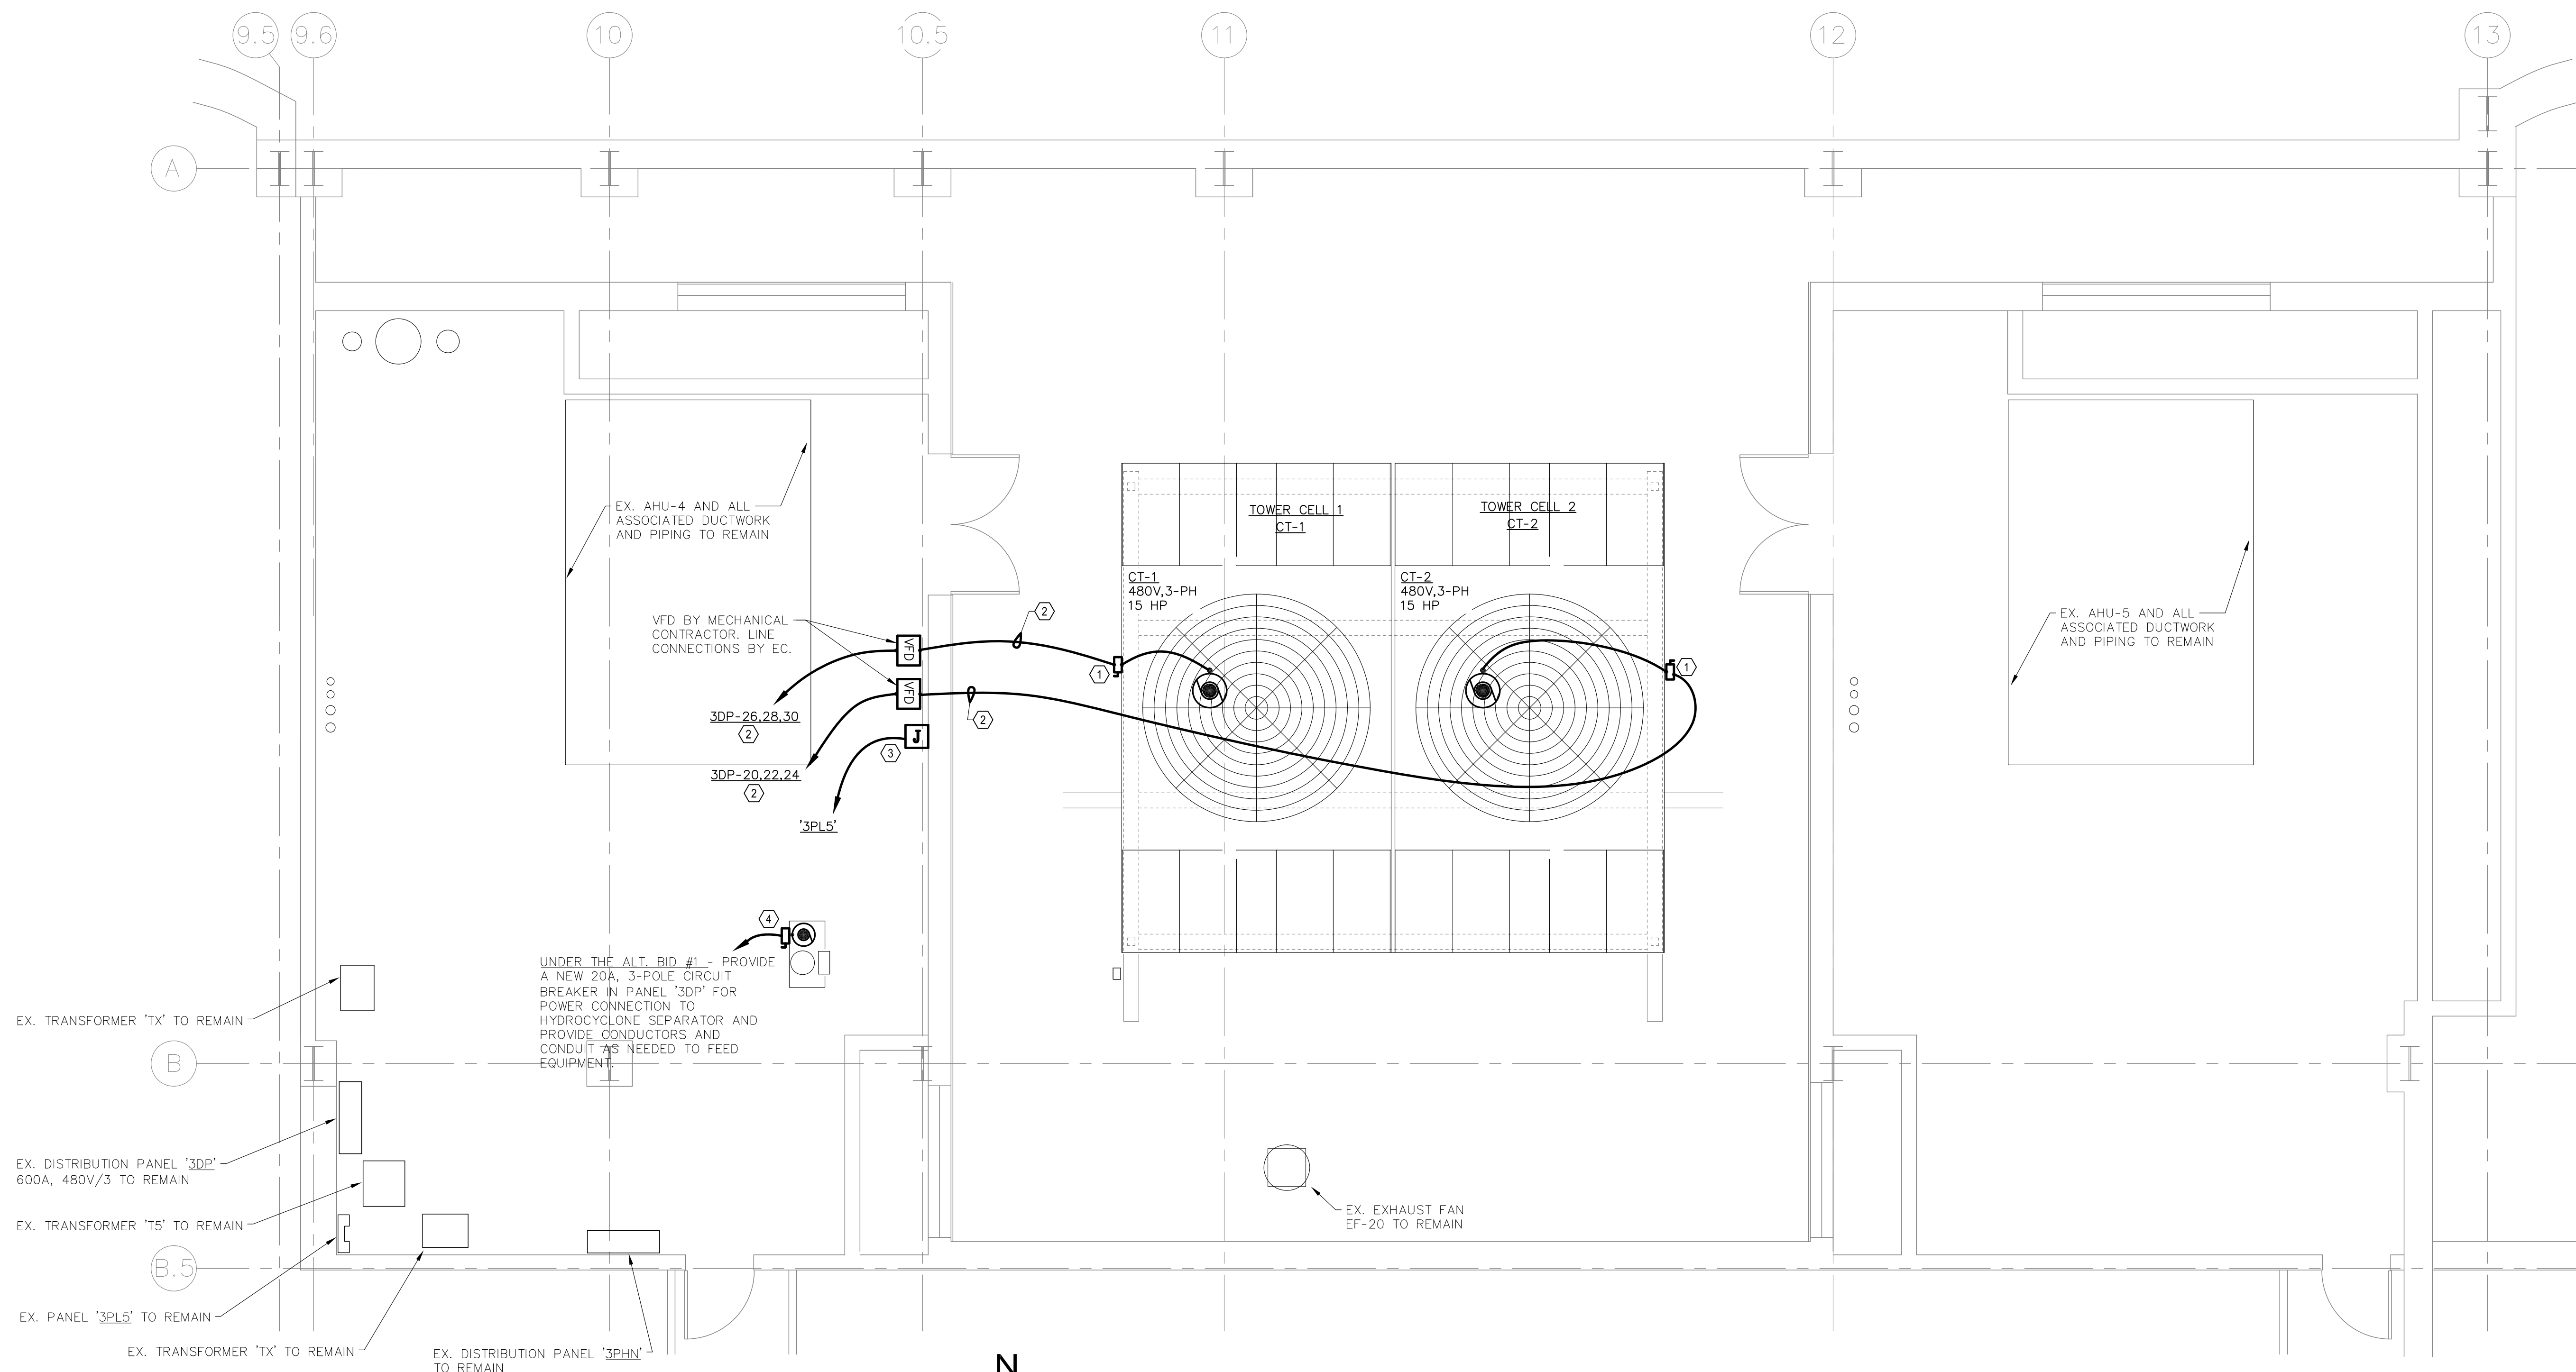 9.5
9.6
10
10.5
11
12
13
A
EX. AHU-4 AND ALL
ASSOCIATED DUCTWORK
AND PIPING TO REMAIN
TOWER CELL 1
CT-1
TOWER CELL 2
CT-2
CT-1
480V,3-PH
15 HP
CT-2
480V,3-PH
15 HP
EX. AHU-5 AND ALL
ASSOCIATED DUCTWORK
AND PIPING TO REMAIN
VFD BY MECHANICAL
CONTRACTOR. LINE
CONNECTIONS BY EC.
VFD
VFD
J
2
2
1
1
3DP-26,28,30
2
3
3DP-20,22,24
2
'3PL5'
4
UNDER THE ALT. BID #1 - PROVIDE
A NEW 20A, 3-POLE CIRCUIT
BREAKER IN PANEL '3DP' FOR
POWER CONNECTION TO
HYDROCYCLONE SEPARATOR AND
PROVIDE CONDUCTORS AND
CONDUIT AS NEEDED TO FEED
EQUIPMENT.
EX. TRANSFORMER 'TX' TO REMAIN
B
EX. DISTRIBUTION PANEL '3DP'
600A, 480V/3 TO REMAIN
EX. TRANSFORMER 'T5' TO REMAIN
EX. EXHAUST FAN
EF-20 TO REMAIN
B.5
EX. PANEL '3PL5' TO REMAIN
EX. TRANSFORMER 'TX' TO REMAIN
EX. DISTRIBUTION PANEL '3PHN'
TO REMAIN
N